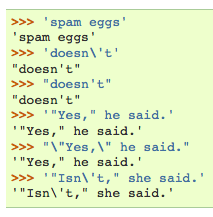 >>> 'spam eggs'
'spam eggs'
>>> 'doesn\'t'
"doesn't"
>>> "doesn't"
"doesn't"
>>> '"Yes," he said.'
'"Yes," he said.'
>>> "\"Yes,\" he said."
'"Yes," he said.'
>>> '"Isn\'t," she said.'
'"Isn\'t," she said.'